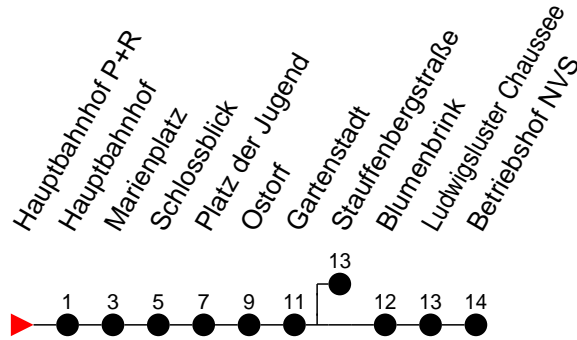 Hauptbahnhof P+R
Hauptbahnhof
Marienplatz
Schlossblick
Platz der Jugend
Ostorf
Gartenstadt
Stauffenbergstraße
Blumenbrink
Ludwigsluster Chaussee
Betriebshof NVS
13
1 3 5 7 9 11 12 13 14